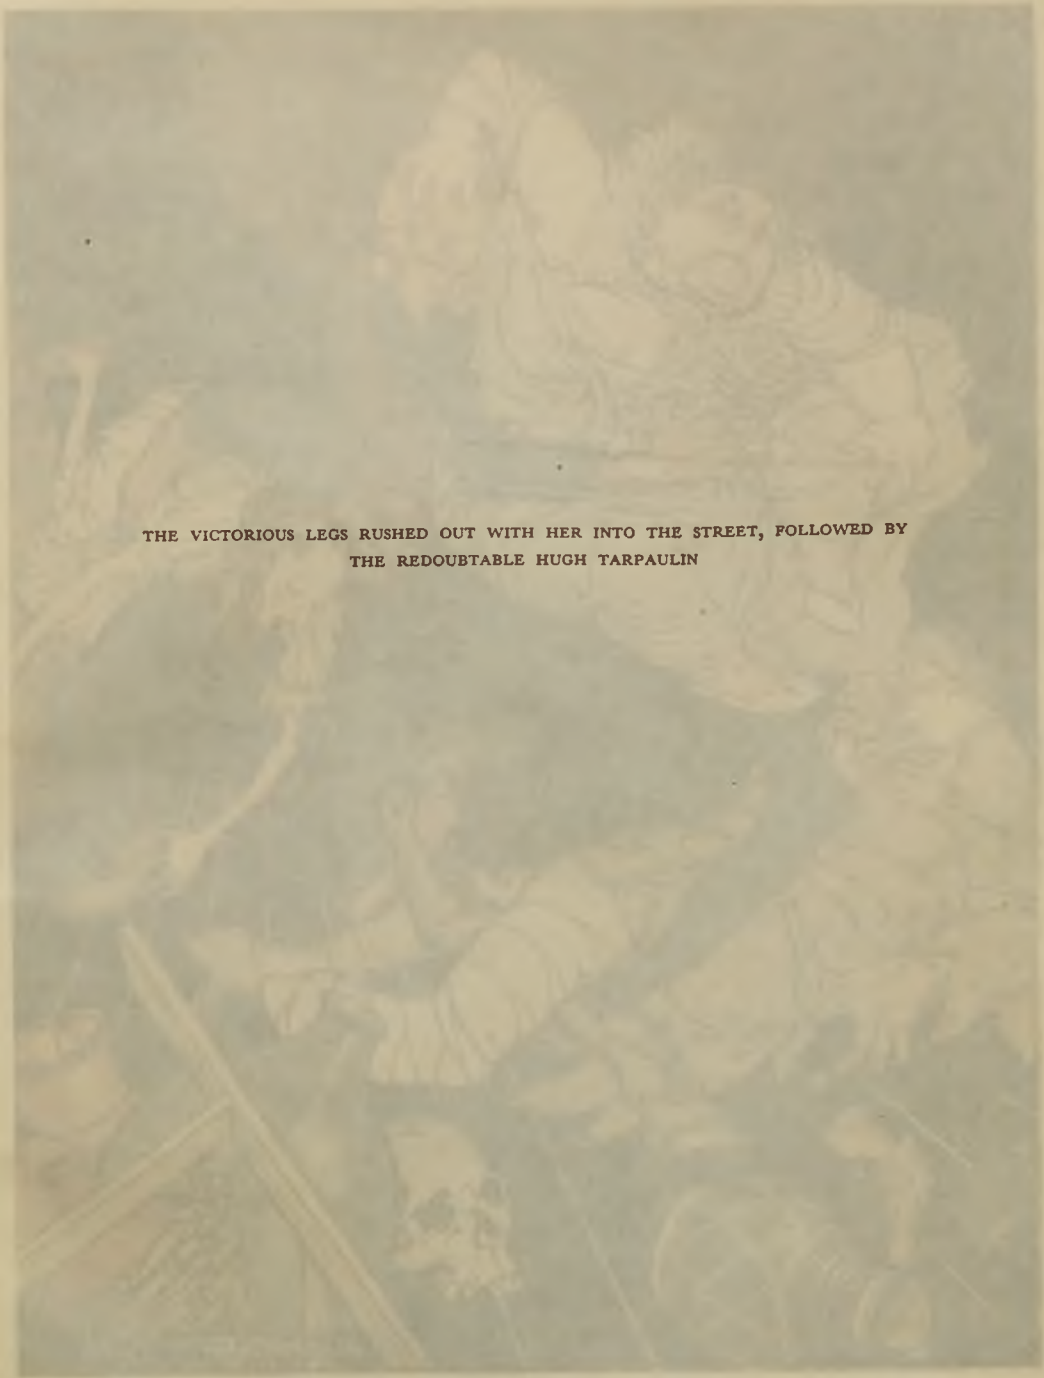 THE VICTORIOUS LEGS RUSHED OUT WITH HER INTO THE STREET, FOLLOWED BY
THE REDOUBTABLE HUGH TARPAULIN